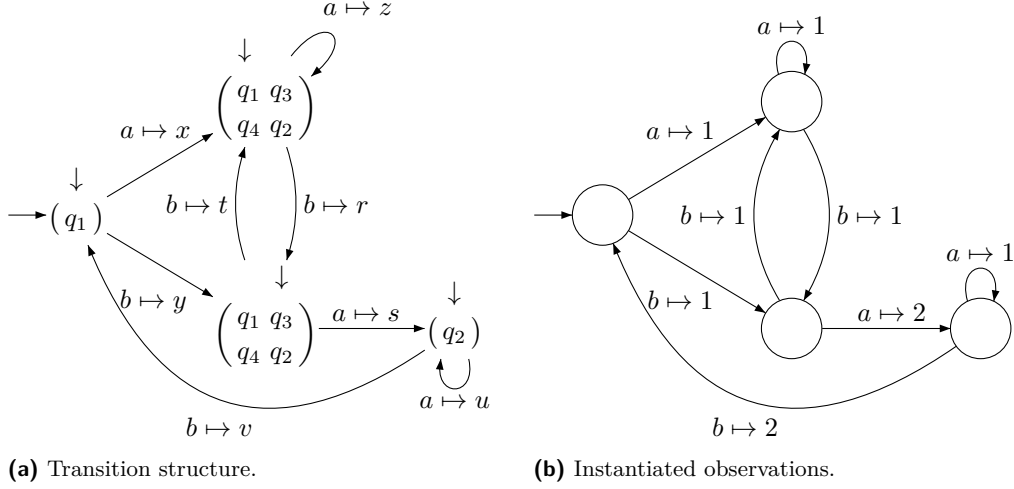 a ↦ z
↓
( q1 q3
q4 q2 )
a ↦ x
↓
( q1 )
b ↦ t
b ↦ r
b ↦ y
↓
( q1 q3
q4 q2 )
a ↦ s
↓
( q2 )
a ↦ u
b ↦ v
(a) Transition structure.
a ↦ 1
a ↦ 1
b ↦ 1
b ↦ 1
b ↦ 1
a ↦ 2
a ↦ 1
b ↦ 2
(b) Instantiated observations.